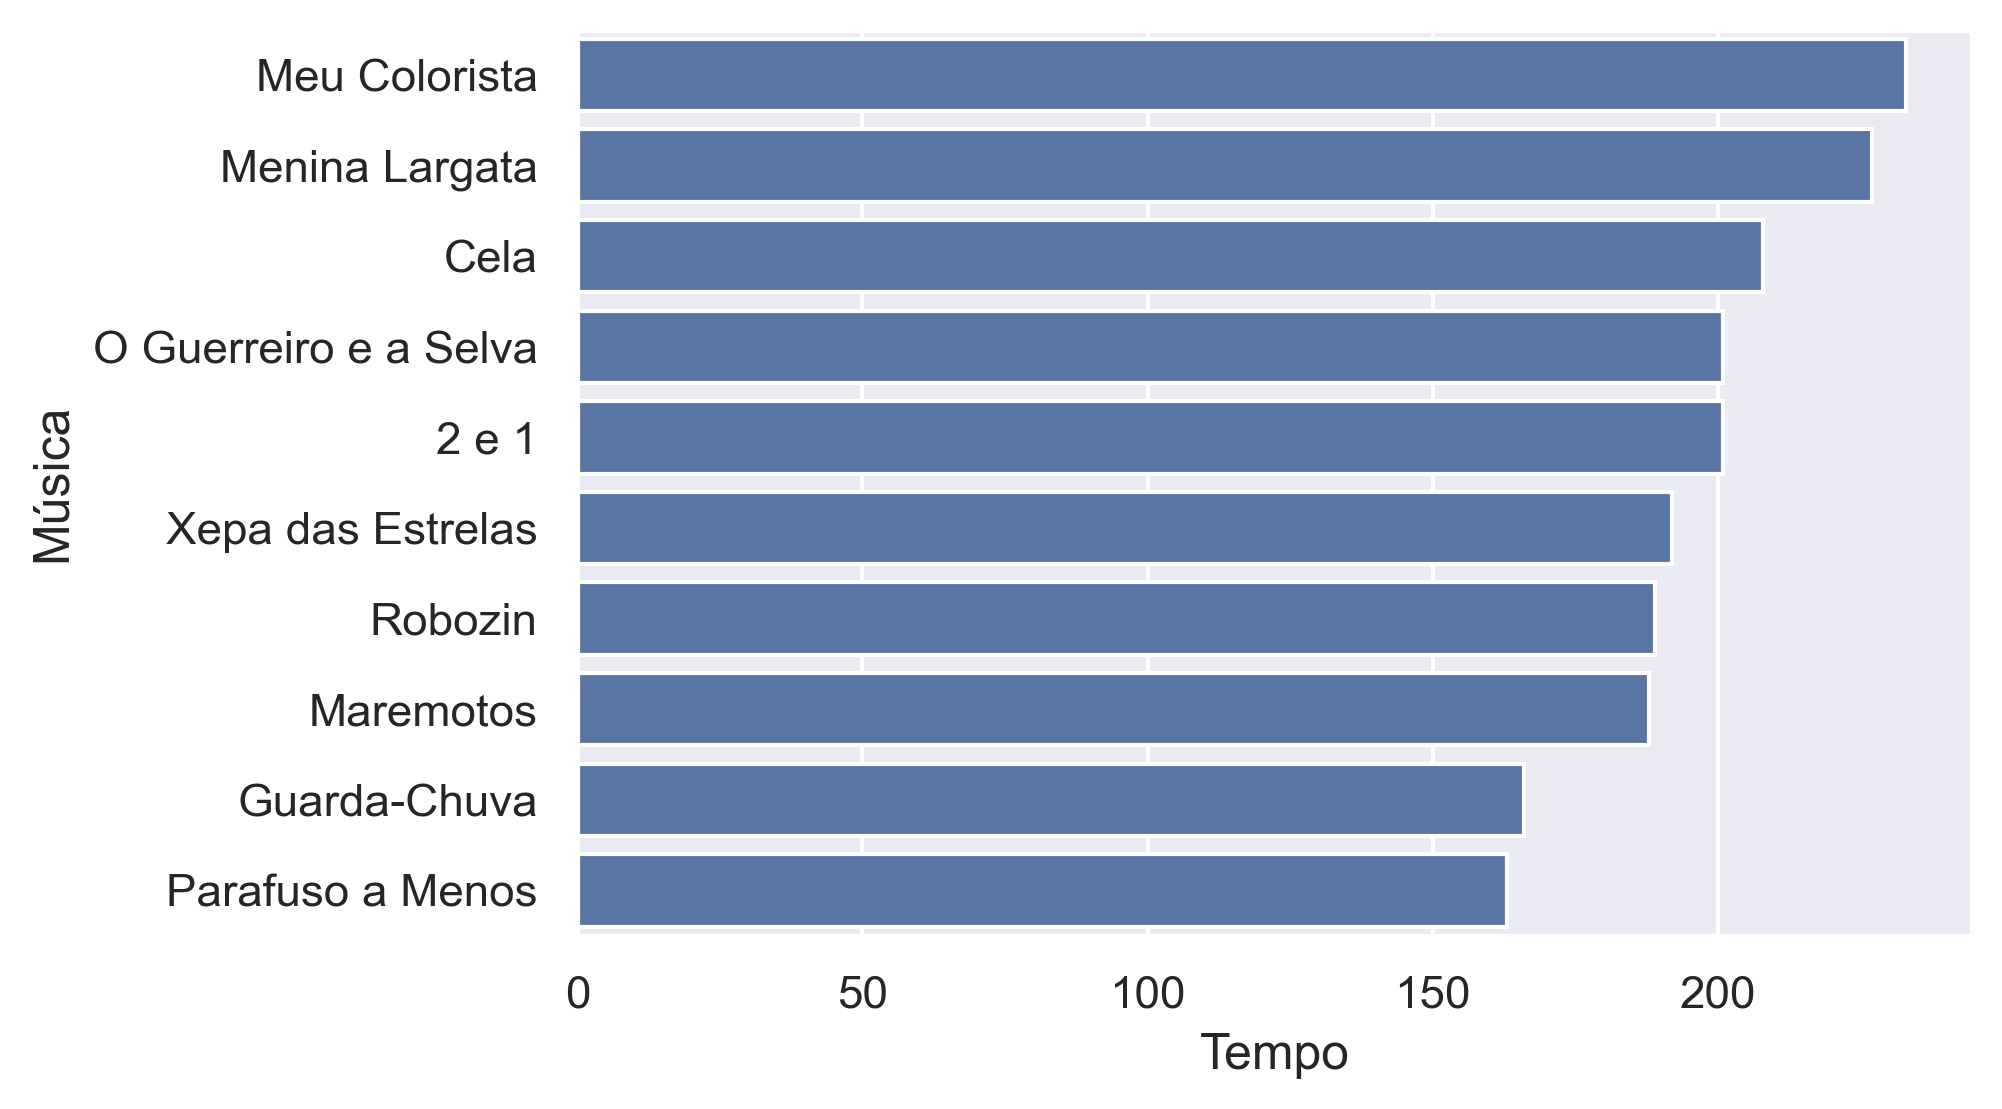 Meu Colorista
Menina Largata
Cela
O Guerreiro e a Selva
2 e 1
Xepa das Estrelas
Robozin
Maremotos
Guarda-Chuva
Parafuso a Menos
Música
0 50 100 150 200
Tempo